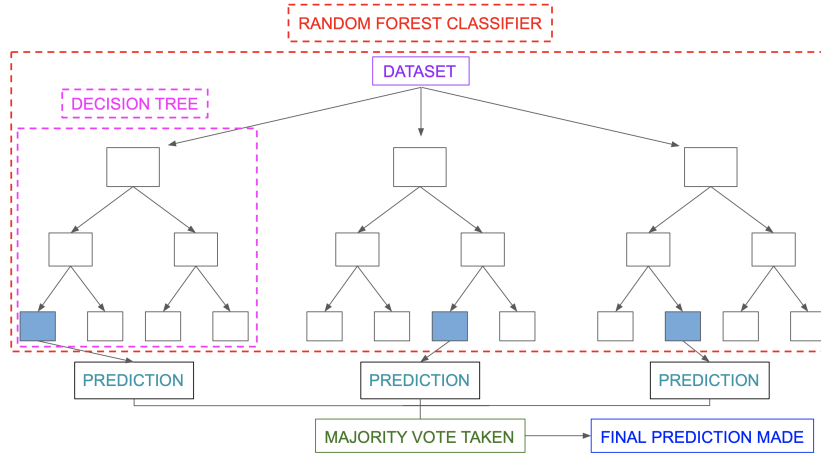 RANDOM FOREST CLASSIFIER
DATASET
DECISION TREE
PREDICTION
PREDICTION
PREDICTION
MAJORITY VOTE TAKEN
FINAL PREDICTION MADE